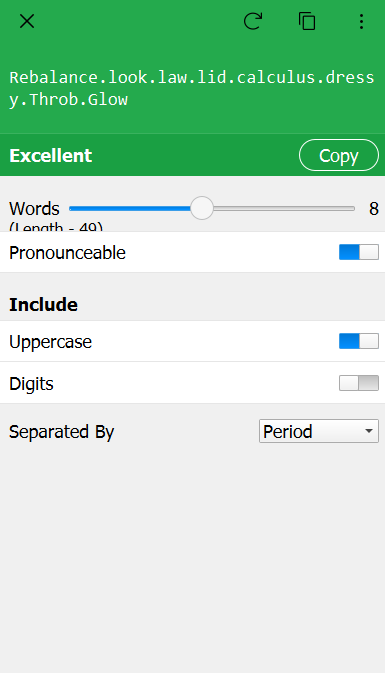 Rebalance.look.law.lid.calculus.dress
y.Throb.Glow
Excellent
Copy
Words 8
(Length - 49)
Pronounceable
Include
Uppercase
Digits
Separated By Period